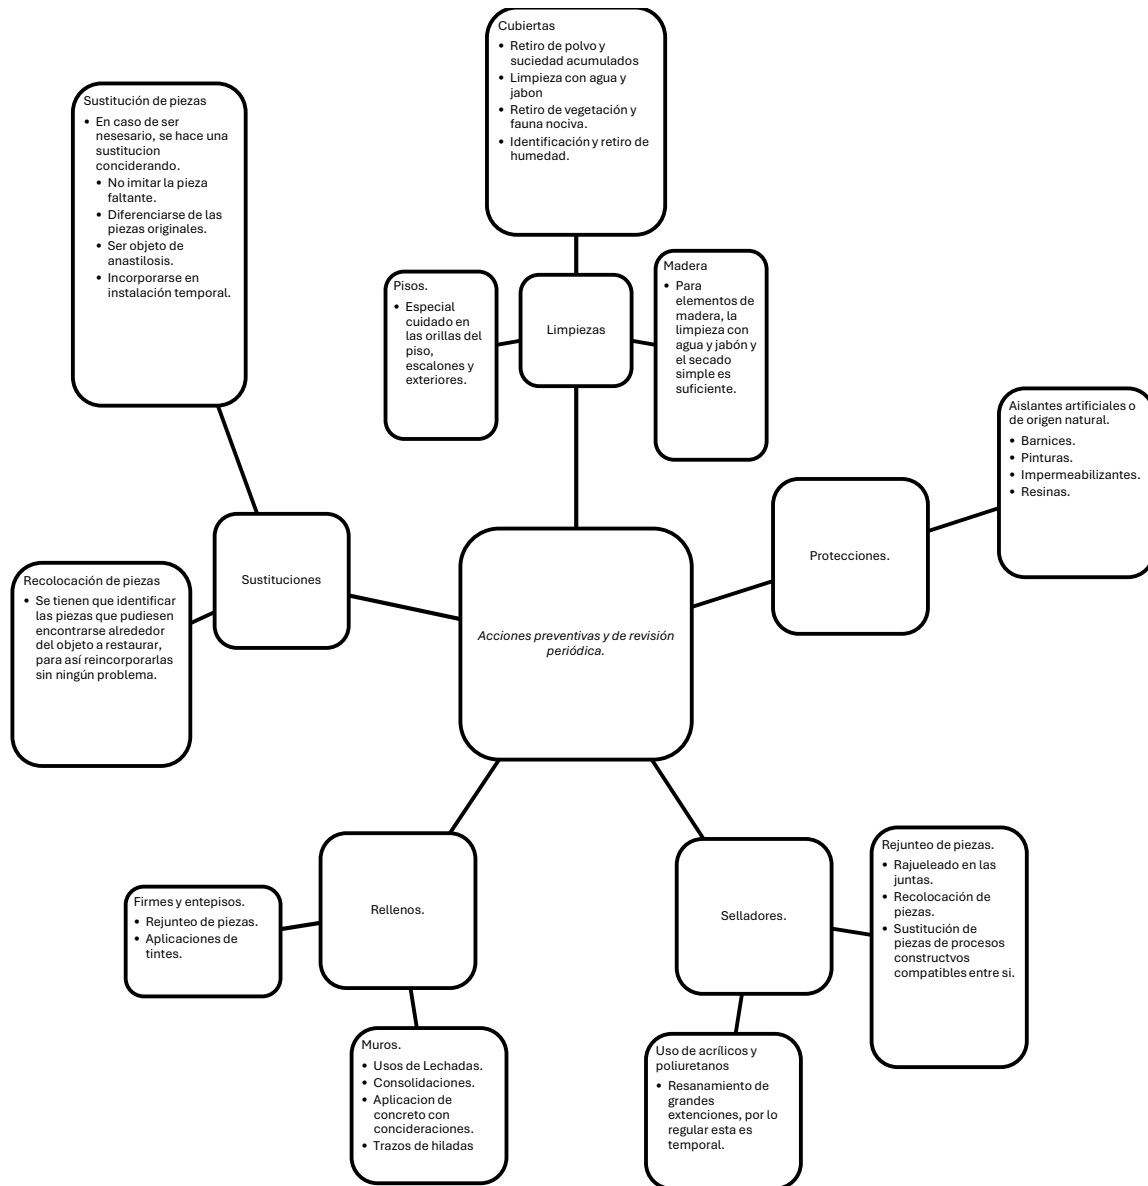 Cubiertas
• Retiro de polvo y
suciedad acumulados
• Limpieza con agua y
jabon
• Retiro de vegetación y
fauna nociva.
• Identificación y retiro de
humedad.
Sustitución de piezas
• En caso de ser
nesesario, se hace una
sustitucion
conciderando.
• No imitar la pieza
faltante.
• Diferenciarse de las
piezas originales.
• Ser objeto de
anastilosis.
• Incorporarse en
instalación temporal.
Pisos.
• Especial
cuidado en
las orillas del
piso,
escalones y
exteriores.
Limpiezas
Madera
• Para
elementos de
madera, la
limpieza con
agua y jabón y
el secado
simple es
suficiente.
Aislantes artificiales o
de origen natural.
• Barnices.
• Pinturas.
• Impermeabilizantes.
• Resinas.
Protecciones.
Sustituciones
Recolocación de piezas
• Se tienen que identificar
las piezas que pudiesen
encontrarse alrededor
del objeto a restaurar,
para así reincorporarlas
sin ningún problema.
Acciones preventivas y de revisión
periódica.
Rellenos.
Firmes y entepisos.
• Rejunteo de piezas.
• Aplicaciones de
tintes.
Muros.
• Usos de Lechadas.
• Consolidaciones.
• Aplicacion de
concreto con
concideraciones.
• Trazos de hiladas
Selladores.
Rejunteo de piezas.
• Rajueleado en las
juntas.
• Recolocación de
piezas.
• Sustitución de
piezas de procesos
constructvos
compatibles entre si.
Uso de acrílicos y
poliuretanos
• Resanamiento de
grandes
extenciones, por lo
regular esta es
temporal.